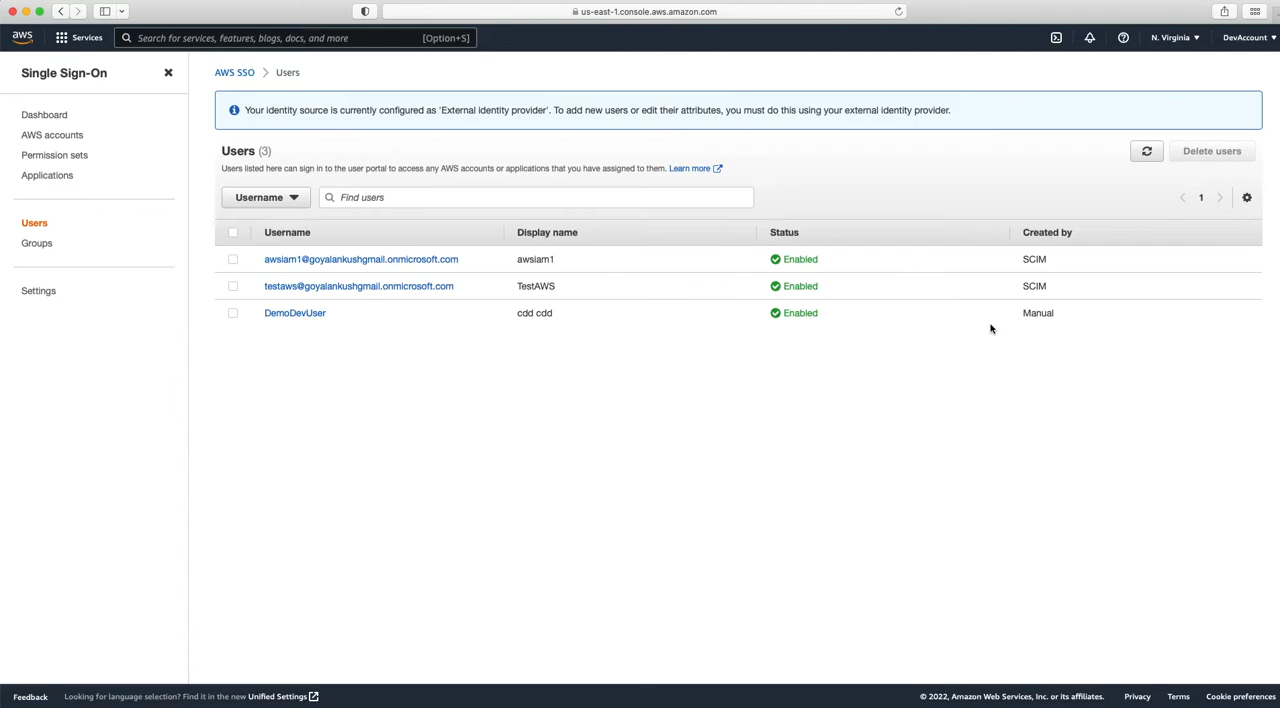 us-east-1.console.aws.amazon.com
aws
Services
Search for services, features, blogs, docs, and more
[Option+S]
N. Virginia
DevAccount
Single Sign-On
Dashboard
AWS accounts
Permission sets
Applications
Users
Groups
Settings
AWS SSO
Users
Your identity source is currently configured as 'External identity provider'. To add new users or edit their attributes, you must do this using your external identity provider.
Users (3)
Users listed here can sign in to the user portal to access any AWS accounts or applications that you have assigned to them. Learn more
Delete users
Username
Find users
1
Username Display name Status Created by
awsiam1@goyalankushgmail.onmicrosoft.com awsiam1 Enabled SCIM
testaws@goyalankushgmail.onmicrosoft.com TestAWS Enabled SCIM
DemoDevUser cdd cdd Enabled Manual
Feedback
Looking for language selection? Find it in the new Unified Settings
© 2022, Amazon Web Services, Inc. or its affiliates.
Privacy
Terms
Cookie preferences